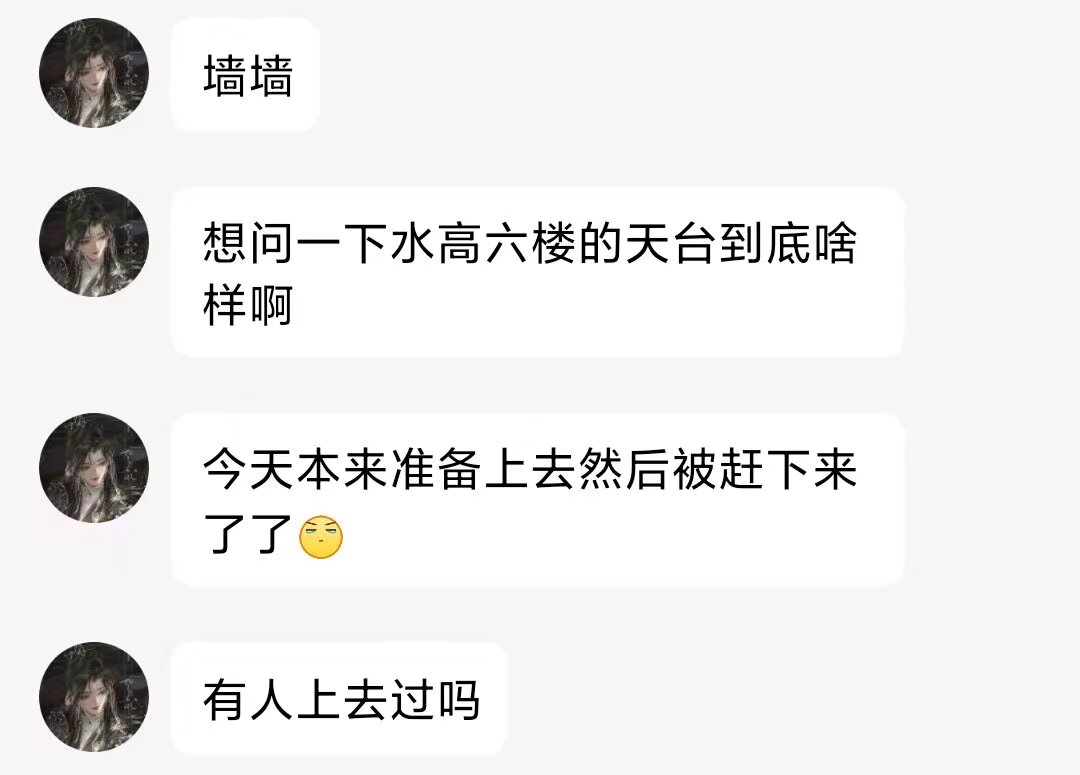 墙墙
想问一下水高六楼的天台到底啥
样啊
今天本来准备上去然后被赶下来
了了
有人上去过吗